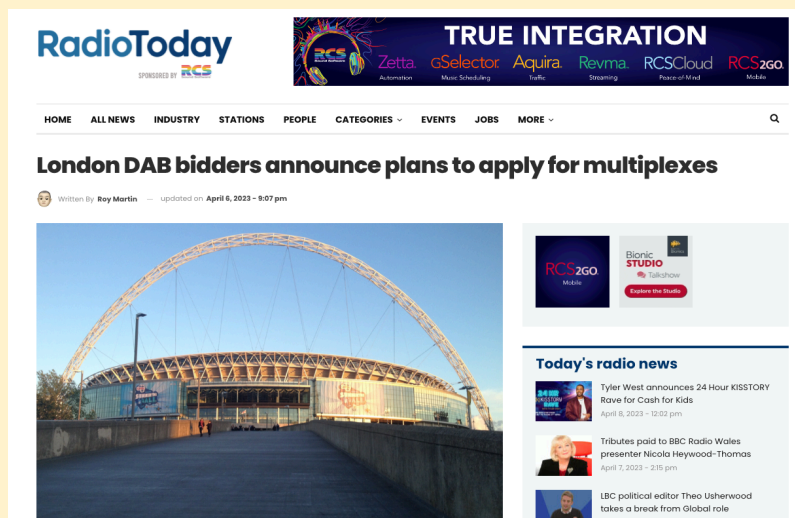 RadioToday
SPONSORED BY RCS
RCS
TRUE INTEGRATION
Zetta. GSelector. Aquira. Revma. RCSCloud RCS2GO.
Automation Music Scheduling Traffic Streaming Peace-of-Mind Mobile
HOME ALL NEWS INDUSTRY STATIONS PEOPLE CATEGORIES EVENTS JOBS MORE
London DAB bidders announce plans to apply for multiplexes
Written By Roy Martin — updated on April 6, 2023 - 9:07 pm
RCS2GO.
Mobile
Bionic
STUDIO
Talkshow
Explore the Studio
Today's radio news
24 HR
KISSTORY
RAVE
Tyler West announces 24 Hour KISSTORY
Rave for Cash for Kids
April 8, 2023 - 12:02 pm
Tributes paid to BBC Radio Wales
presenter Nicola Heywood-Thomas
April 7, 2023 - 2:15 pm
LBC political editor Theo Usherwood
takes a break from Global role